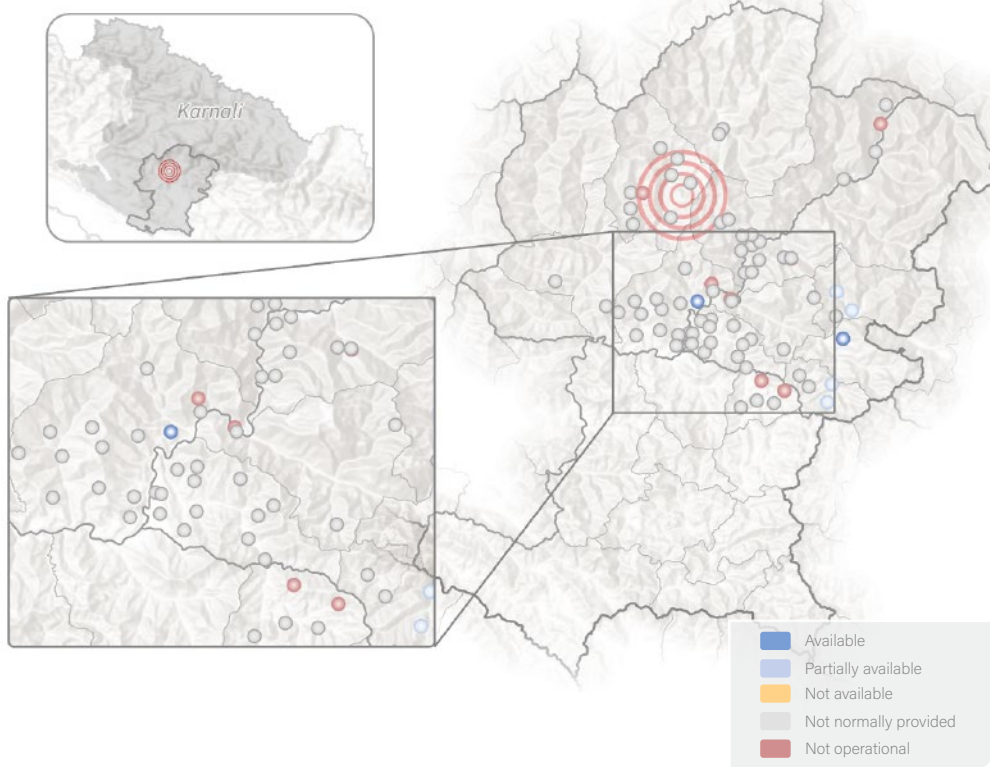 Karnali
Available
Partially available
Not available
Not normally provided
Not operational